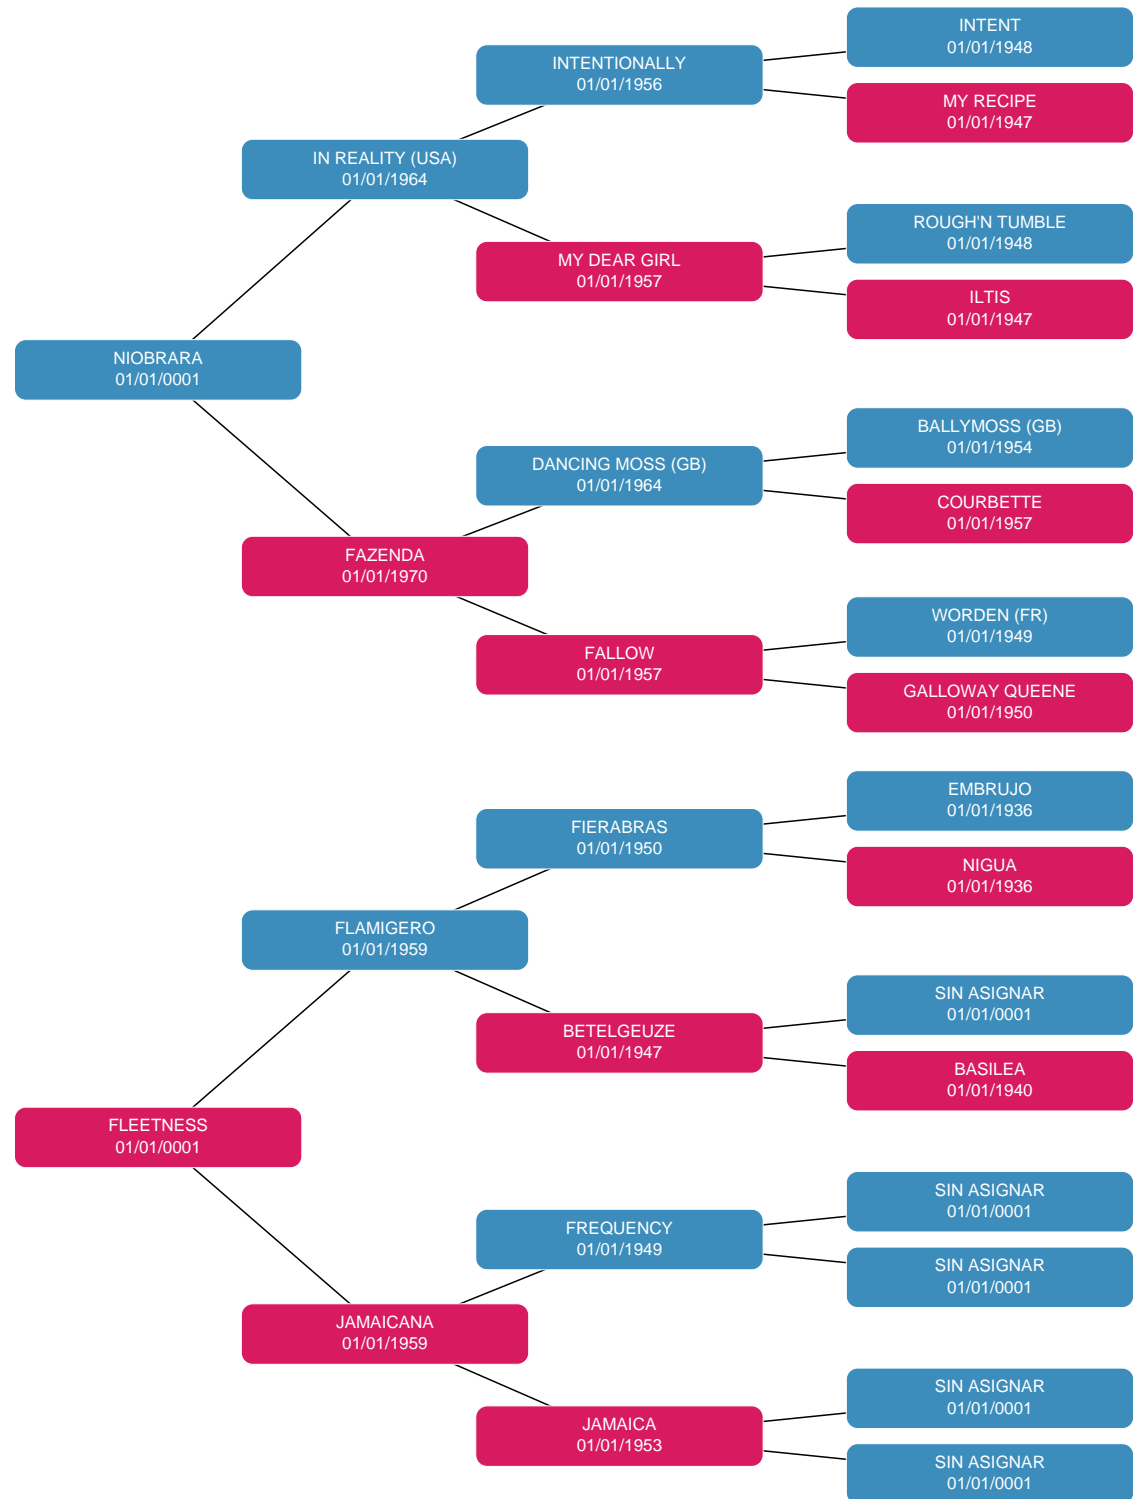 INTENT
01/01/1948
INTENTIONALLY
01/01/1956
MY RECIPE
01/01/1947
IN REALITY (USA)
01/01/1964
ROUGH'N TUMBLE
01/01/1948
MY DEAR GIRL
01/01/1957
ILTIS
01/01/1947
NIOBRARA
01/01/0001
BALLYMOSS (GB)
01/01/1954
DANCING MOSS (GB)
01/01/1964
COURBETTE
01/01/1957
FAZENDA
01/01/1970
WORDEN (FR)
01/01/1949
FALLOW
01/01/1957
GALLOWAY QUEENE
01/01/1950
EMBRUJO
01/01/1936
FIERABRAS
01/01/1950
NIGUA
01/01/1936
FLAMIGERO
01/01/1959
SIN ASIGNAR
01/01/0001
BETELGEUZE
01/01/1947
BASILEA
01/01/1940
FLEETNESS
01/01/0001
SIN ASIGNAR
01/01/0001
FREQUENCY
01/01/1949
SIN ASIGNAR
01/01/0001
JAMAICANA
01/01/1959
SIN ASIGNAR
01/01/0001
JAMAICA
01/01/1953
SIN ASIGNAR
01/01/0001